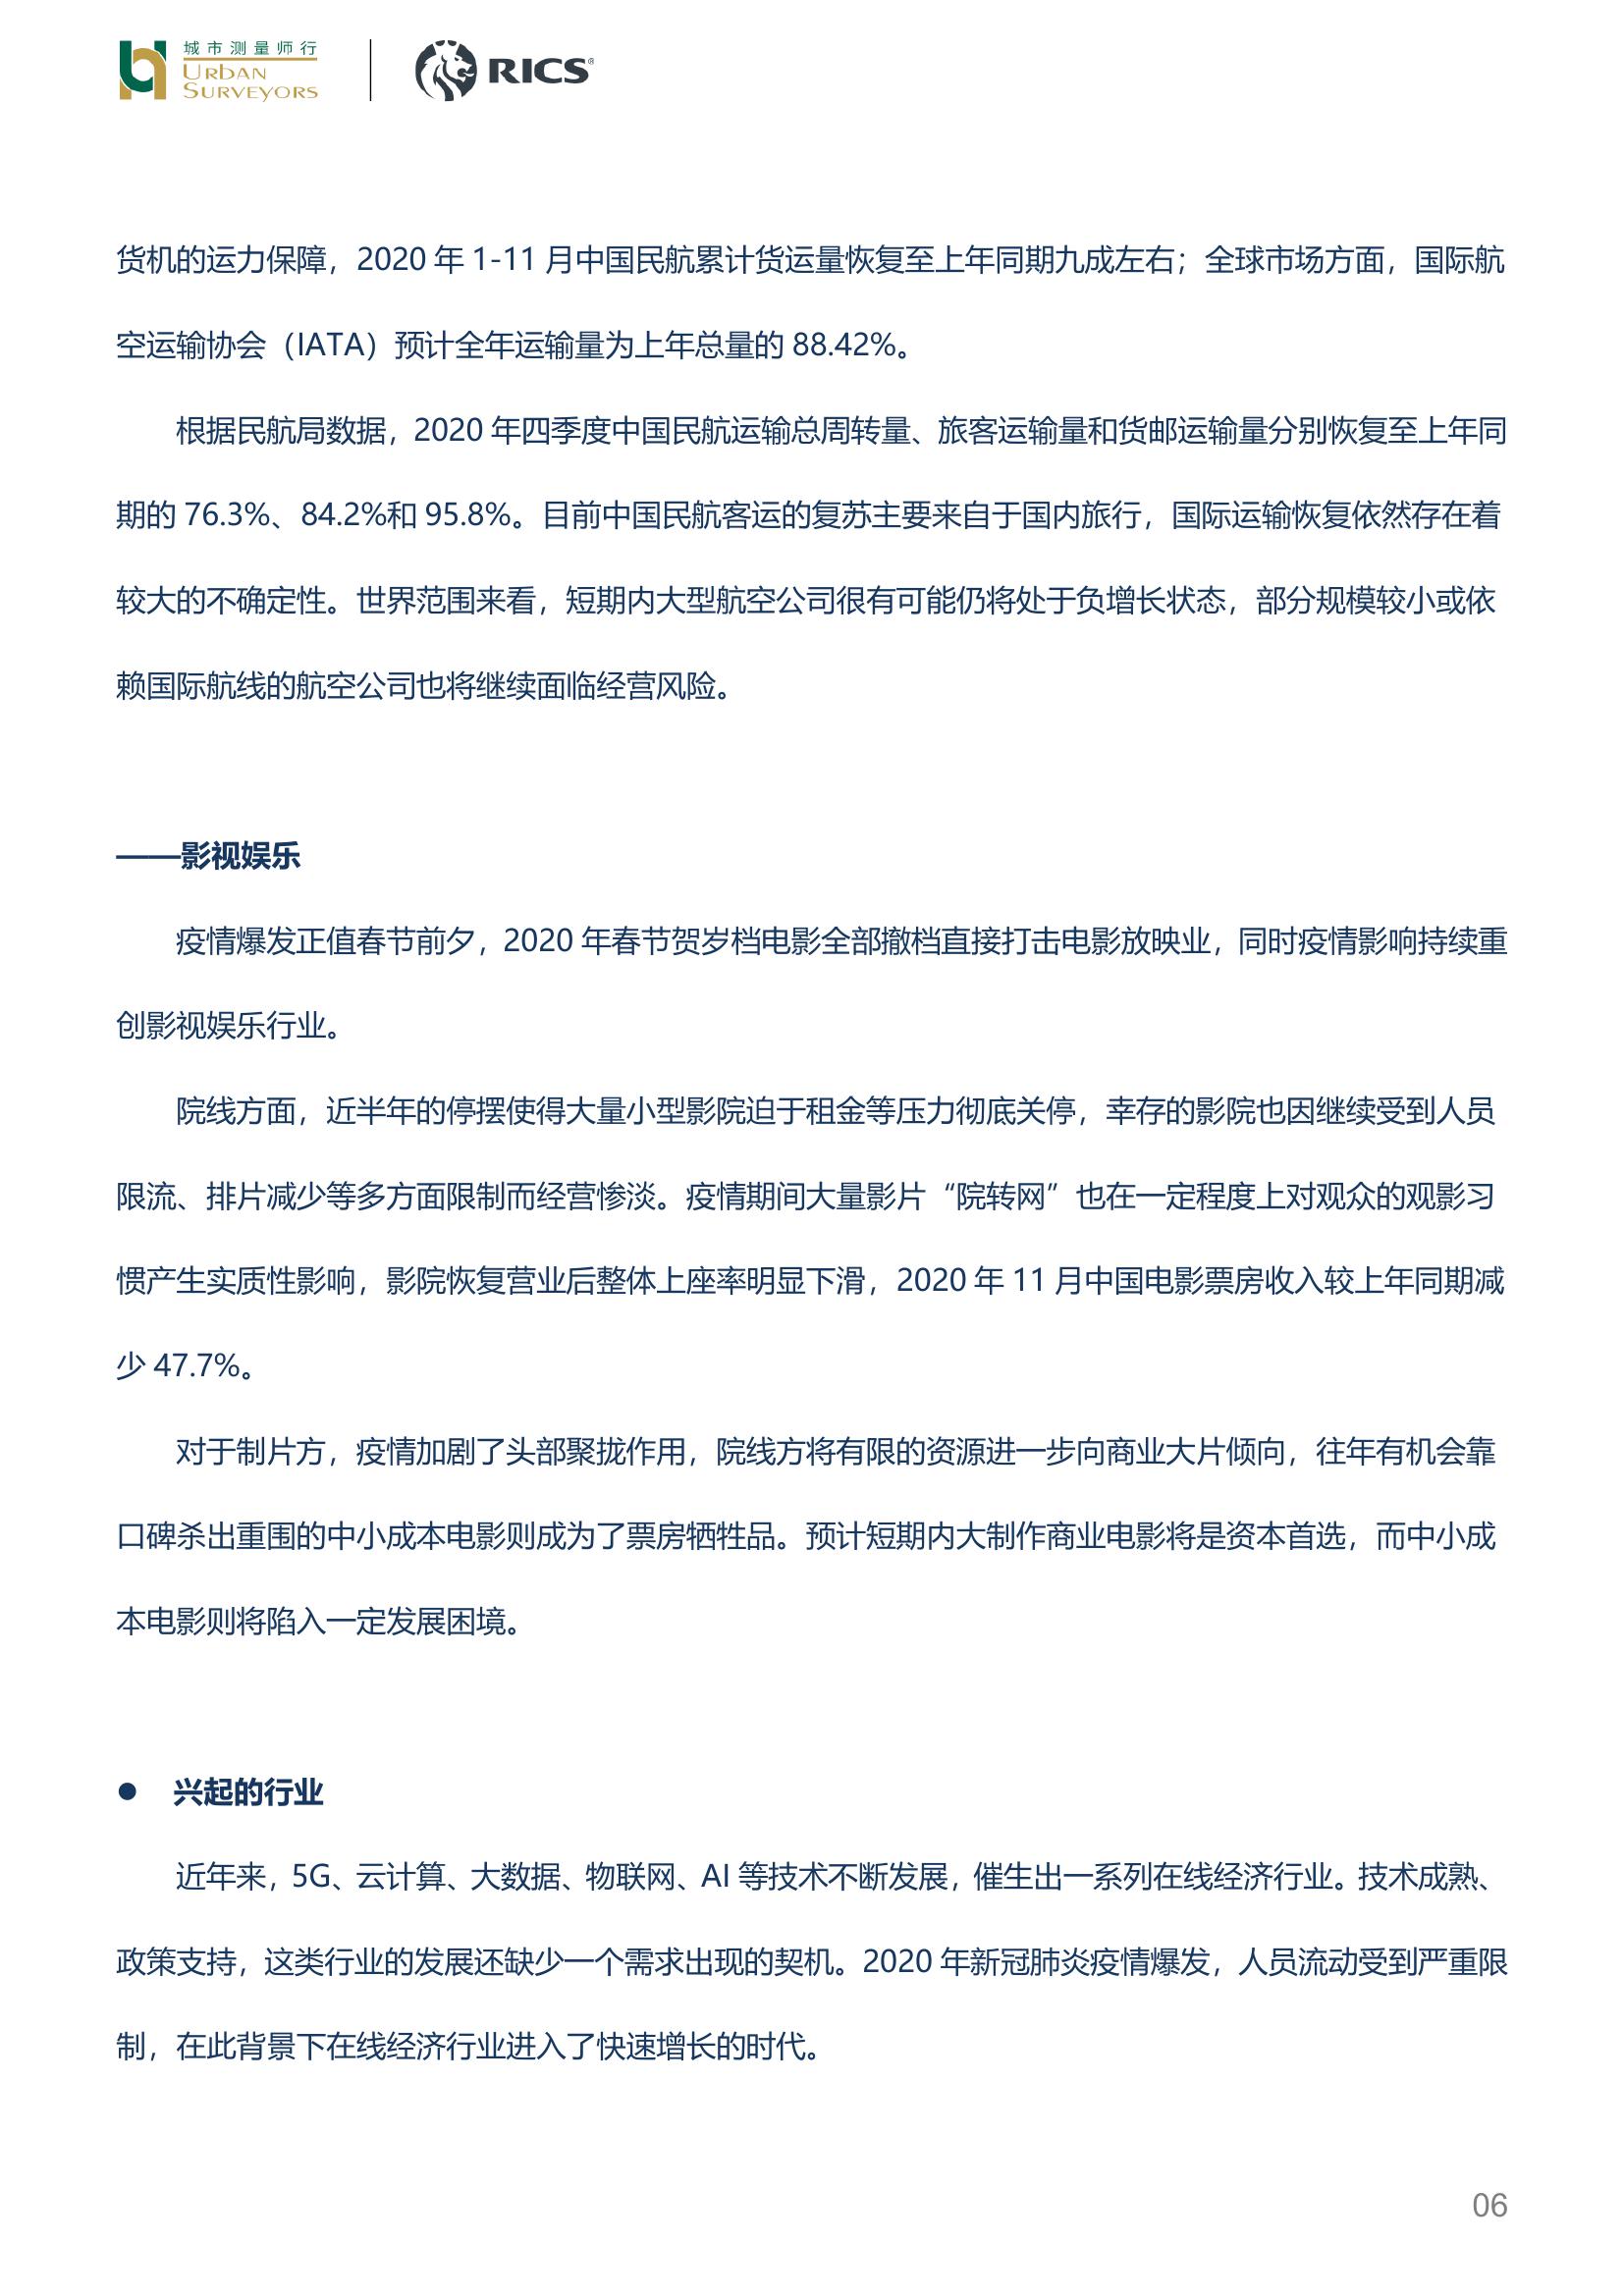 城市测量师行
URBAN
SURVEYORS
RICS®
货机的运力保障，2020 年 1-11 月中国民航累计货运量恢复至上年同期九成左右；全球市场方面，国际航
空运输协会（IATA）预计全年运输量为上年总量的 88.42%。
根据民航局数据，2020 年四季度中国民航运输总周转量、旅客运输量和货邮运输量分别恢复至上年同
期的 76.3%、84.2%和 95.8%。目前中国民航客运的复苏主要来自于国内旅行，国际运输恢复依然存在着
较大的不确定性。世界范围来看，短期内大型航空公司很有可能仍将处于负增长状态，部分规模较小或依
赖国际航线的航空公司也将继续面临经营风险。
——影视娱乐
疫情爆发正值春节前夕，2020 年春节贺岁档电影全部撤档直接打击电影放映业，同时疫情影响持续重
创影视娱乐行业。
院线方面，近半年的停摆使得大量小型影院迫于租金等压力彻底关停，幸存的影院也因继续受到人员
限流、排片减少等多方面限制而经营惨淡。疫情期间大量影片“院转网”也在一定程度上对观众的观影习
惯产生实质性影响，影院恢复营业后整体上座率明显下滑，2020 年 11 月中国电影票房收入较上年同期减
少 47.7%。
对于制片方，疫情加剧了头部聚拢作用，院线方将有限的资源进一步向商业大片倾向，往年有机会靠
口碑杀出重围的中小成本电影则成为了票房牺牲品。预计短期内大制作商业电影将是资本首选，而中小成
本电影则将陷入一定发展困境。
● 兴起的行业
近年来，5G、云计算、大数据、物联网、AI 等技术不断发展，催生出一系列在线经济行业。技术成熟、
政策支持，这类行业的发展还缺少一个需求出现的契机。2020 年新冠肺炎疫情爆发，人员流动受到严重限
制，在此背景下在线经济行业进入了快速增长的时代。
06